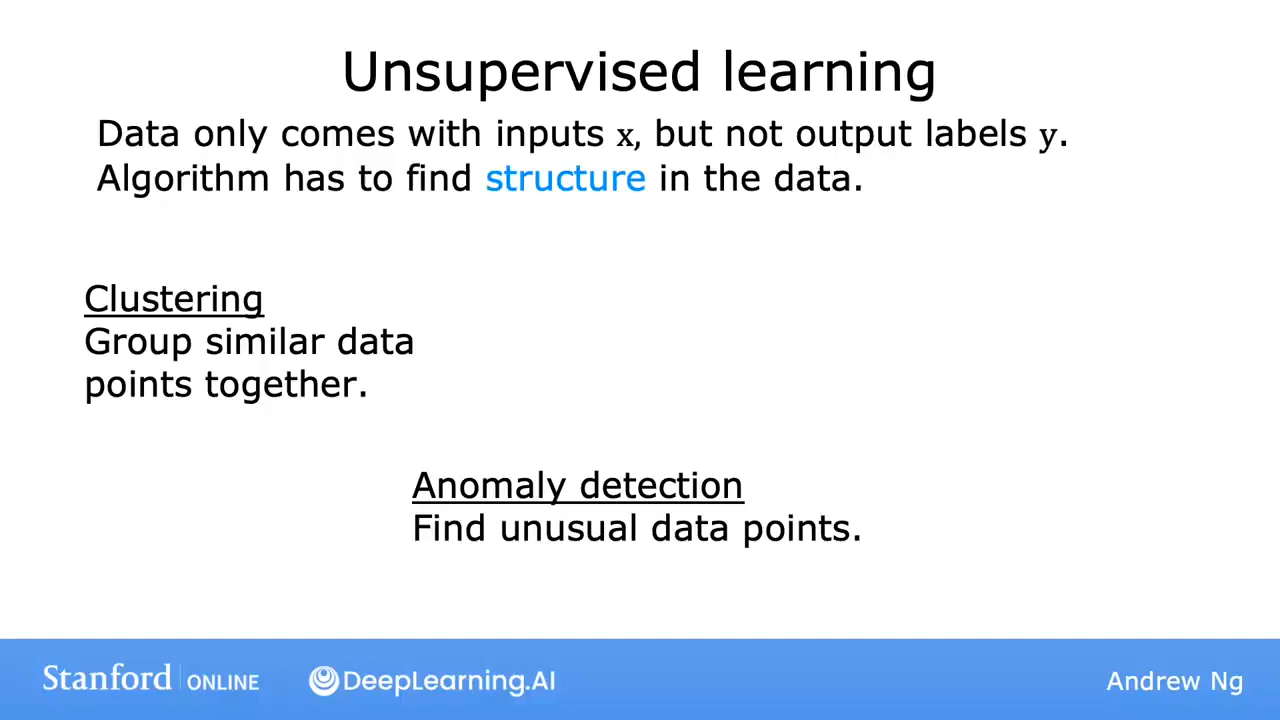 Unsupervised learning
Data only comes with inputs x, but not output labels y.
Algorithm has to find structure in the data.
Clustering
Group similar data
points together.
Anomaly detection
Find unusual data points.
Stanford ONLINE
DeepLearning.AI
Andrew Ng